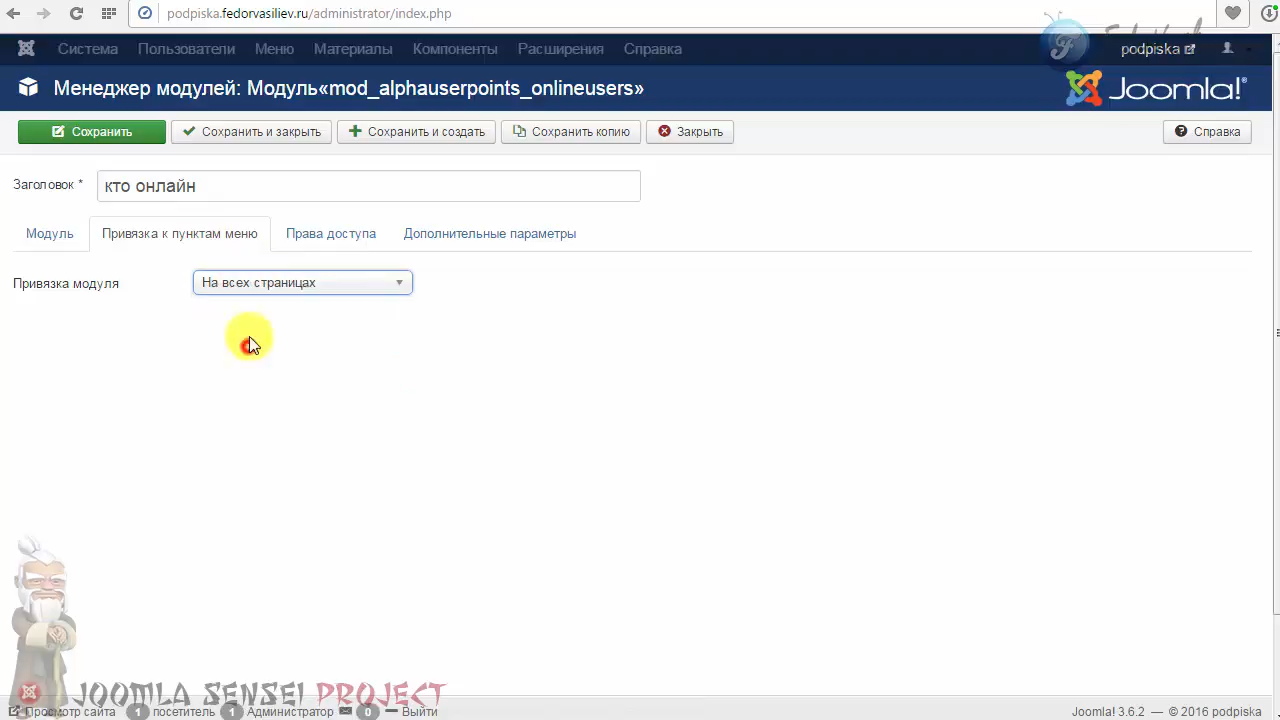 podpiska.fedorvasiliev.ru/administrator/index.php
Система Пользователи Меню Материалы Компоненты Расширения Справка podpiska
Менеджер модулей: Модуль«mod_alphauserpoints_onlineusers» Joomla!®
Сохранить Сохранить и закрыть Сохранить и создать Сохранить копию Закрыть Справка
Заголовок * кто онлайн
Модуль Привязка к пунктам меню Права доступа Дополнительные параметры
Привязка модуля На всех страницах
JOOMLA SENSEI PROJECT
Просмотр сайта 1 посетитель 1 Администратор 0 Выйти Joomla! 3.6.2 — © 2016 podpiska